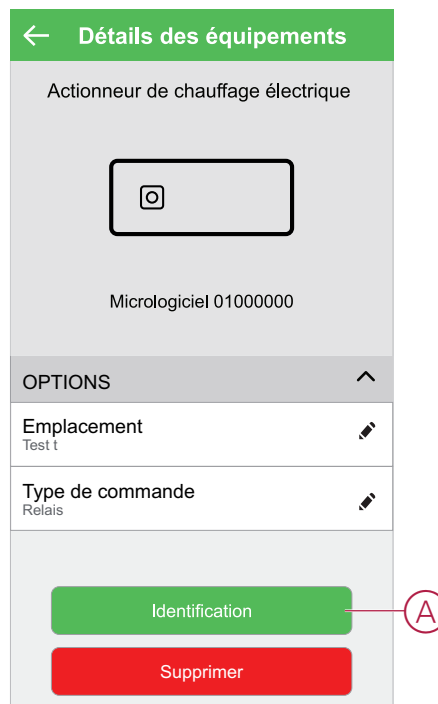 Détails des équipements
Actionneur de chauffage électrique
Micrologiciel 01000000
OPTIONS
Emplacement
Test t
Type de commande
Relais
Identification
A
Supprimer